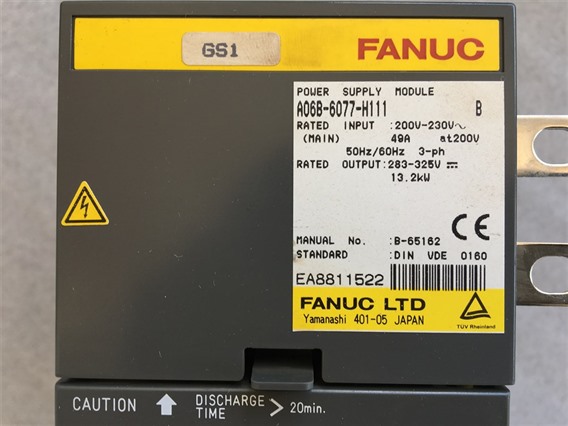 GS1
FANUC
POWER SUPPLY MODULE
A06B-6077-H111 B
RATED INPUT :200V-230V∿
(MAIN) 49A at200V
50Hz/60Hz 3-ph
RATED OUTPUT:283-325V⎓
13.2kW
CE
MANUAL No. :B-65162
STANDARD :DIN VDE 0160
EA8811522
FANUC LTD
Yamanashi 401-05 JAPAN
TÜV Rheinland
CAUTION ↑ DISCHARGE TIME > 20min.